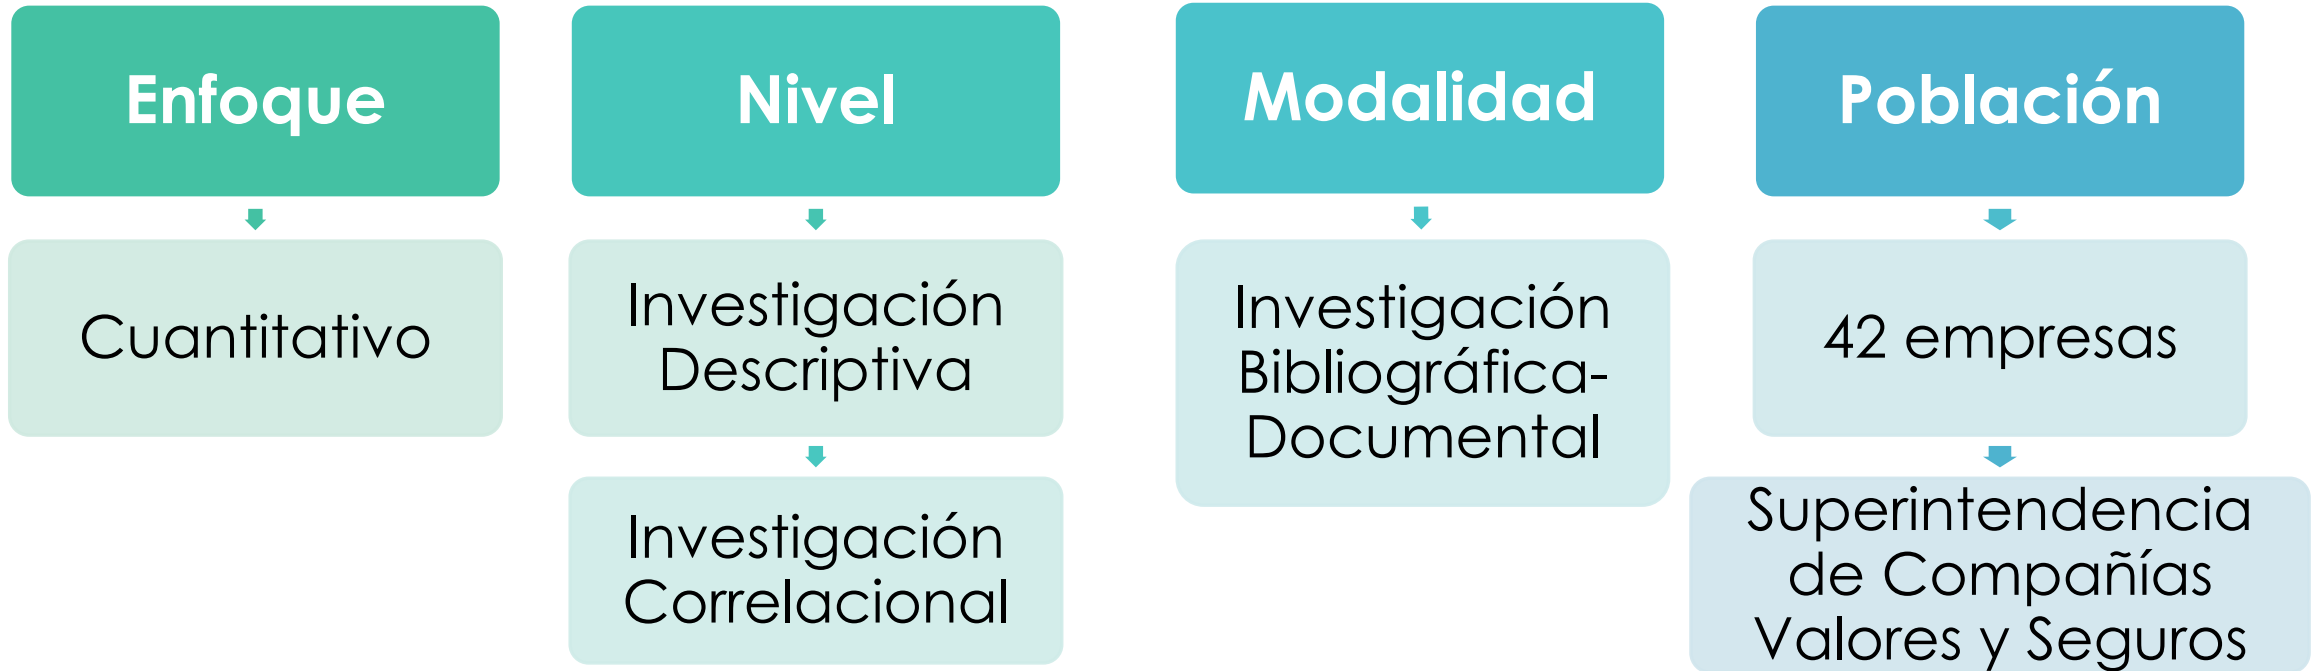 Enfoque
Cuantitativo
Nivel
Investigación
Descriptiva
Investigación
Correlacional
Modalidad
Investigación
Bibliográfica-
Documental
Población
42 empresas
Superintendencia
de Compañías
Valores y Seguros